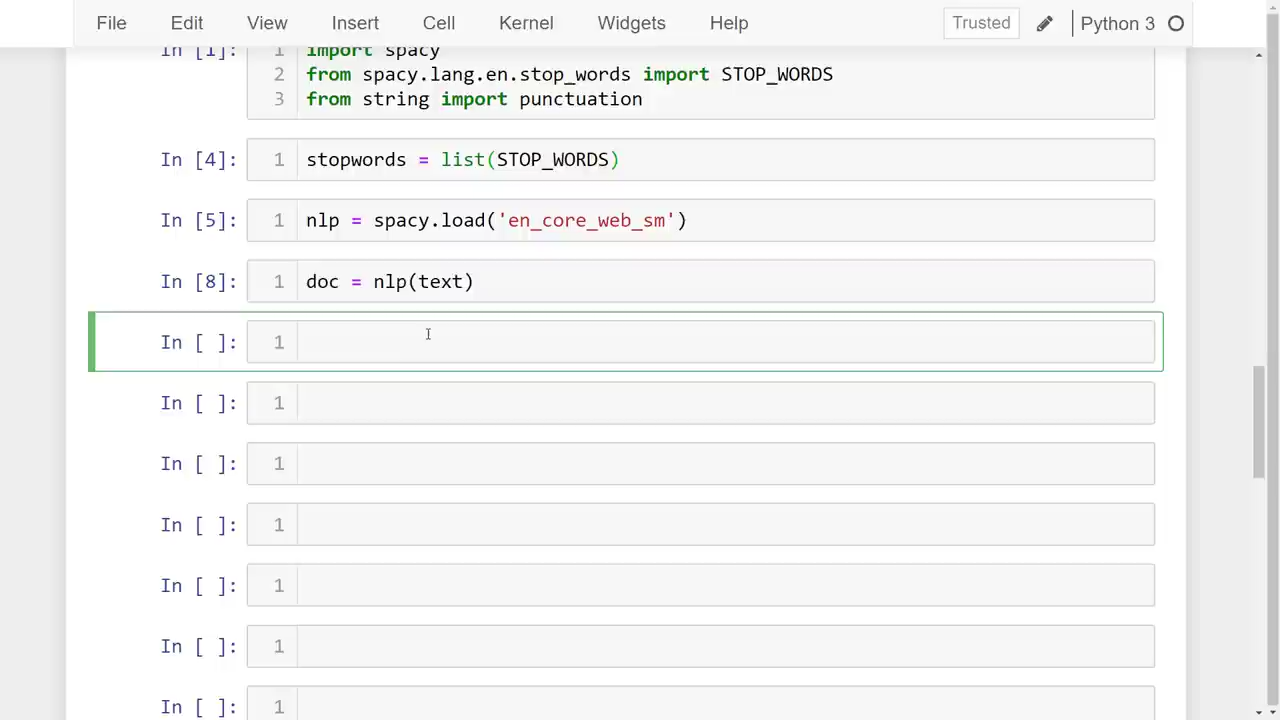 File Edit View Insert Cell Kernel Widgets Help Trusted Python 3
In [1]: 1 import spacy
2 from spacy.lang.en.stop_words import STOP_WORDS
3 from string import punctuation
In [4]: 1 stopwords = list(STOP_WORDS)
In [5]: 1 nlp = spacy.load('en_core_web_sm')
In [8]: 1 doc = nlp(text)
In [ ]: 1
In [ ]: 1
In [ ]: 1
In [ ]: 1
In [ ]: 1
In [ ]: 1
In [ ]: 1